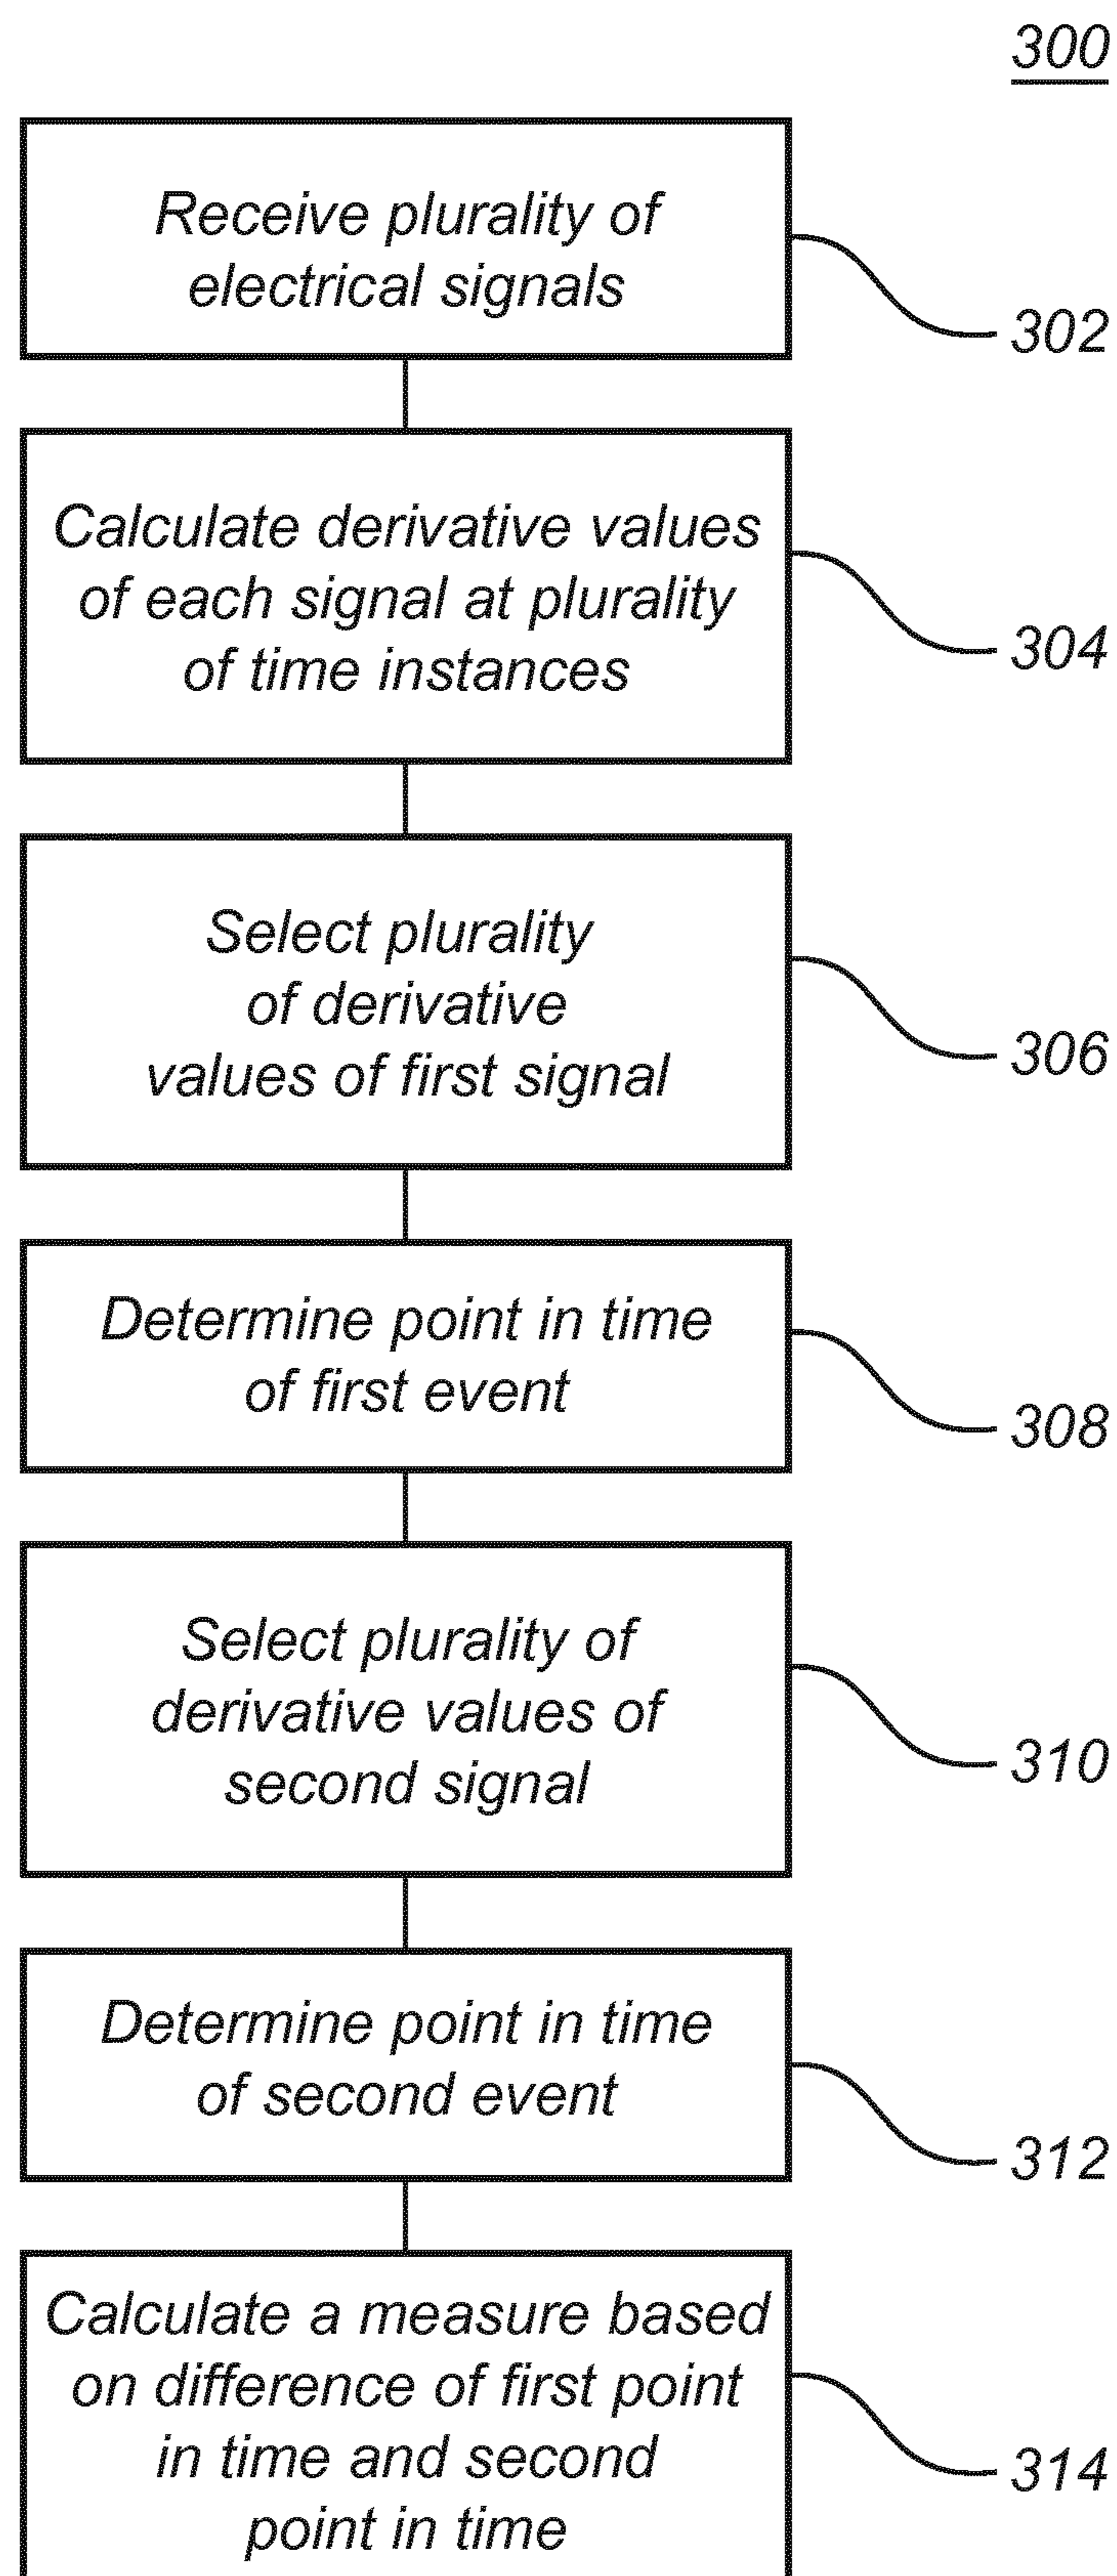 300
Receive plurality of
electrical signals
302
Calculate derivative values
of each signal at plurality
of time instances
304
Select plurality
of derivative
values of first signal
306
Determine point in time
of first event
308
Select plurality of
derivative values of
second signal
310
Determine point in time
of second event
312
Calculate a measure based
on difference of first point
in time and second
point in time
314